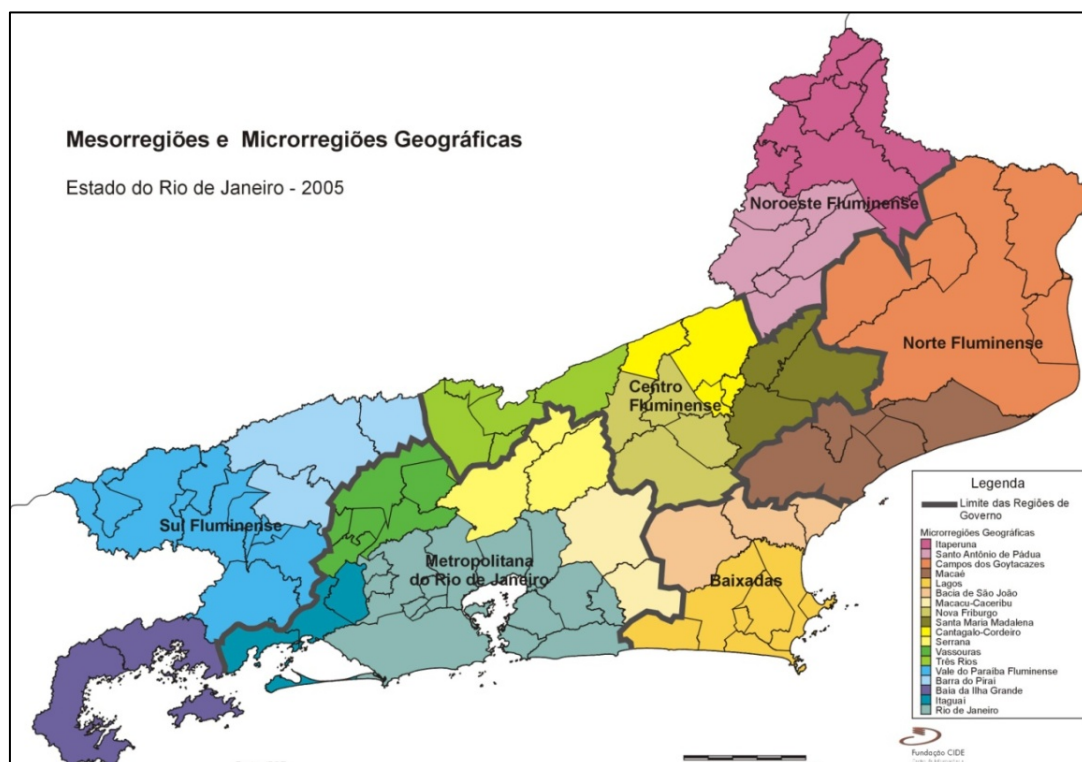 Mesorregiões e Microrregiões Geográficas
Estado do Rio de Janeiro - 2005
Noroeste Fluminense
Norte Fluminense
Centro
Fluminense
Sul Fluminense
Metropolitana
do Rio de Janeiro
Baixadas
Legenda
Limite das Regiões de
Governo
Microrregiões Geográficas
Itaperuna
Santo Antônio de Pádua
Campos dos Goytacazes
Macaé
Lagos
Bacia de São João
Macacu-Caceribu
Nova Friburgo
Santa Maria Madalena
Cantagalo-Cordeiro
Serrana
Vassouras
Três Rios
Vale do Paraíba Fluminense
Barra do Piraí
Baía da Ilha Grande
Itaguaí
Rio de Janeiro
Fundação CIDE